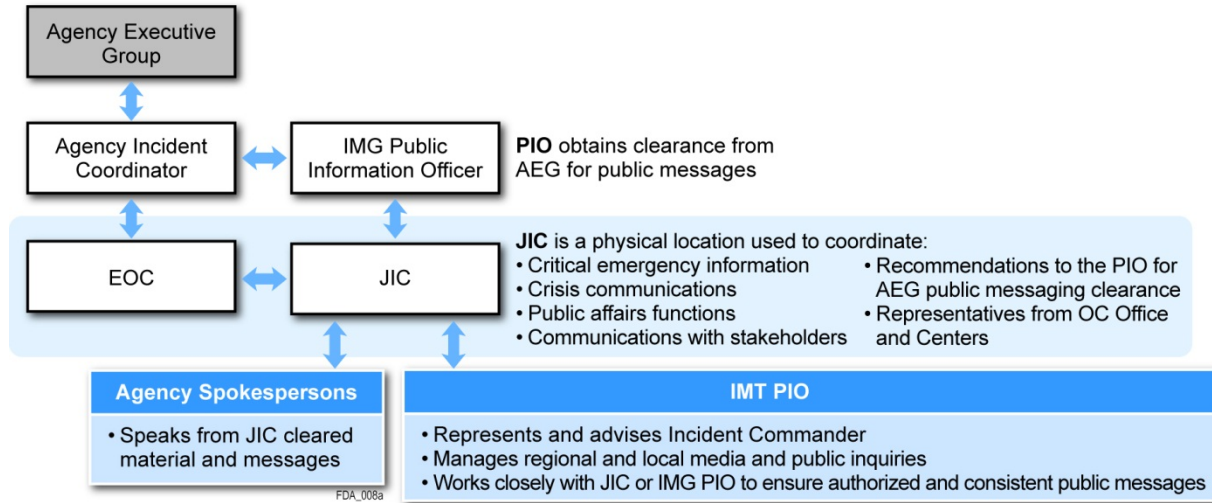 Agency Executive
Group
Agency Incident
Coordinator
IMG Public
Information Officer
PIO obtains clearance from
AEG for public messages
EOC
JIC
JIC is a physical location used to coordinate:
• Critical emergency information
• Crisis communications
• Public affairs functions
• Communications with stakeholders
• Recommendations to the PIO for
AEG public messaging clearance
• Representatives from OC Office
and Centers
Agency Spokespersons
• Speaks from JIC cleared
material and messages
FDA_008a
IMT PIO
• Represents and advises Incident Commander
• Manages regional and local media and public inquiries
• Works closely with JIC or IMG PIO to ensure authorized and consistent public messages